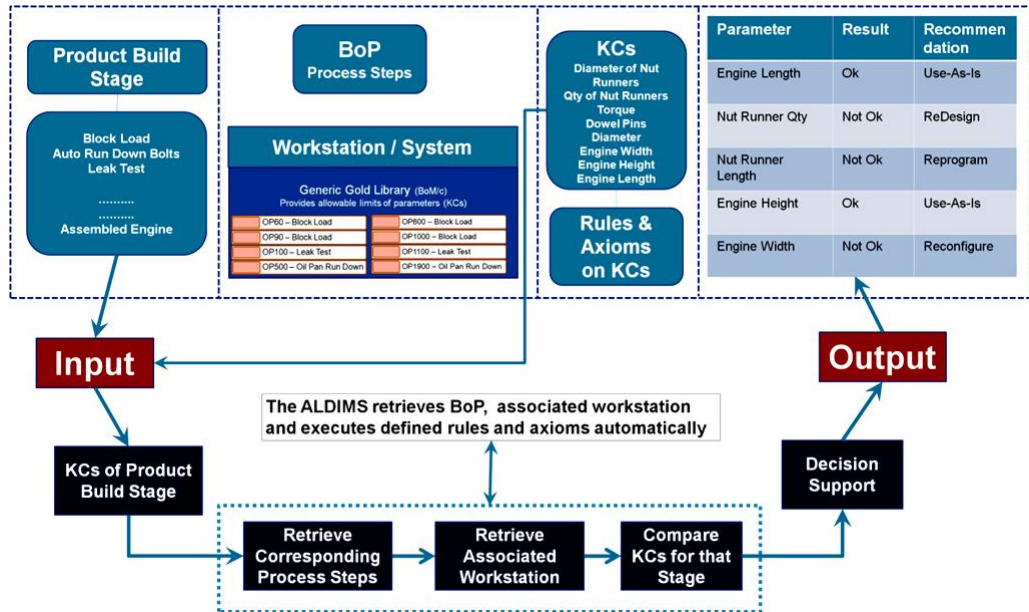 Product Build
Stage
Block Load
Auto Run Down Bolts
Leak Test
..........
..........
Assembled Engine
BoP
Process Steps
Workstation / System
Generic Gold Library (BoM/c)
Provides allowable limits of parameters (KCs)
OP60 – Block Load
OP90 – Block Load
OP100 – Leak Test
OP500 – Oil Pan Run Down
OP600 – Block Load
OP1000 – Block Load
OP1100 – Leak Test
OP1900 – Oil Pan Run Down
KCs
Diameter of Nut
Runners
Qty of Nut Runners
Torque
Dowel Pins
Diameter
Engine Width
Engine Height
Engine Length
Rules &
Axioms
on KCs
Parameter Result Recommen
dation
Engine Length Ok Use-As-Is
Nut Runner Qty Not Ok ReDesign
Nut Runner Not Ok Reprogram
Length
Engine Height Ok Use-As-Is
Engine Width Not Ok Reconfigure
Input
Output
The ALDIMS retrieves BoP, associated workstation
and executes defined rules and axioms automatically
KCs of Product
Build Stage
Retrieve
Corresponding
Process Steps
Retrieve
Associated
Workstation
Compare
KCs for that
Stage
Decision
Support